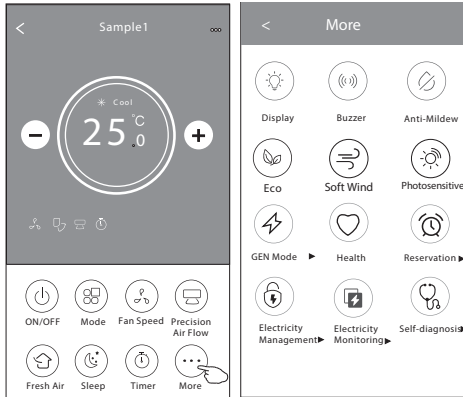 Sample1
Cool
25.0°C
ON/OFF
Mode
Fan Speed
Precision
Air Flow
Fresh Air
Sleep
Timer
More
More
Display
Buzzer
Anti-Mildew
Eco
Soft Wind
Photosensitive
GEN Mode
Health
Reservation
Electricity
Management
Electricity
Monitoring
Self-diagnosis